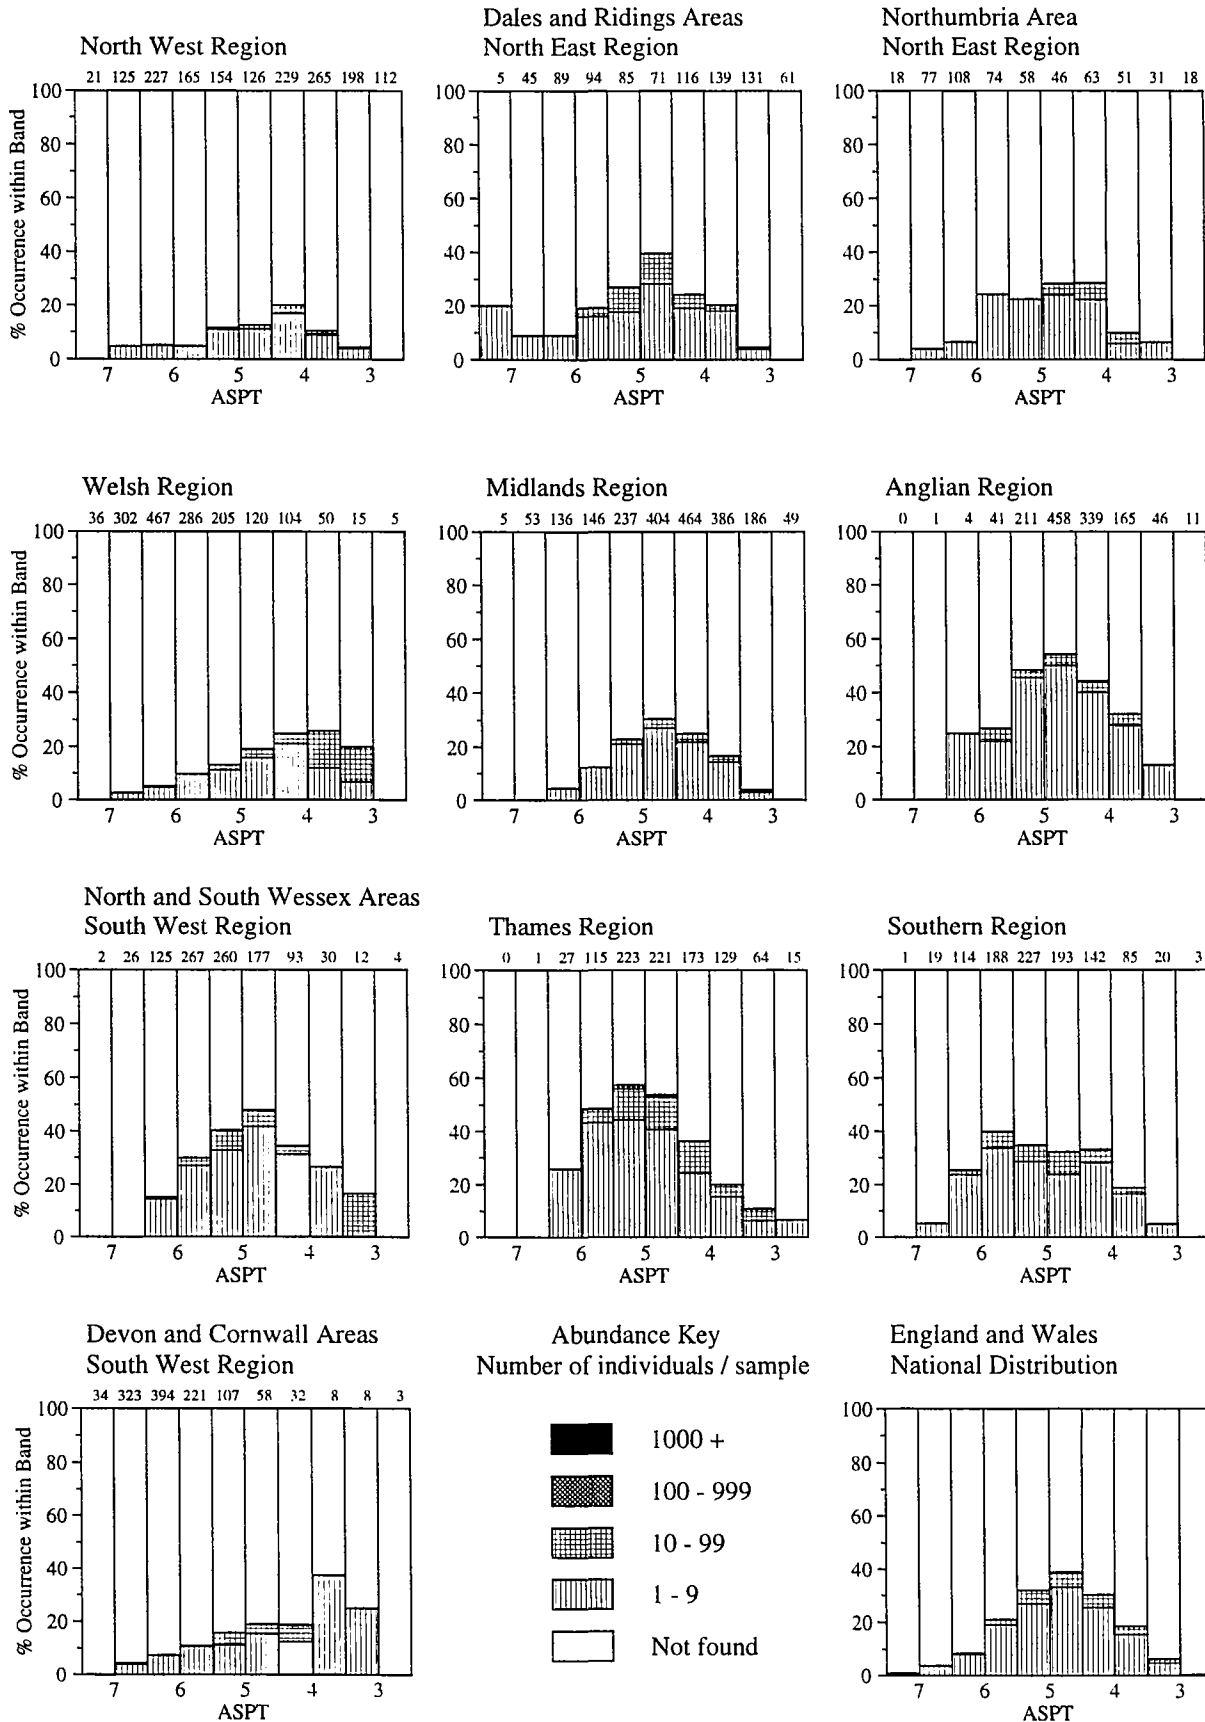 North West Region
21 125 227 165 154 126 229 265 198 112
% Occurrence within Band
100
80
60
40
20
0
7 6 5 4 3
ASPT
Dales and Ridings Areas
North East Region
5 45 89 94 85 71 116 139 131 61
100
80
60
40
20
0
7 6 5 4 3
ASPT
Northumbria Area
North East Region
18 77 108 74 58 46 63 51 31 18
100
80
60
40
20
0
7 6 5 4 3
ASPT
Welsh Region
36 302 467 286 205 120 104 50 15 5
% Occurrence within Band
100
80
60
40
20
0
7 6 5 4 3
ASPT
Midlands Region
5 53 136 146 237 404 464 386 186 49
100
80
60
40
20
0
7 6 5 4 3
ASPT
Anglian Region
0 1 4 41 211 458 339 165 46 11
100
80
60
40
20
0
7 6 5 4 3
ASPT
North and South Wessex Areas
South West Region
2 26 125 267 260 177 93 30 12 4
% Occurrence within Band
100
80
60
40
20
0
7 6 5 4 3
ASPT
Thames Region
0 1 27 115 223 221 173 129 64 15
100
80
60
40
20
0
7 6 5 4 3
ASPT
Southern Region
1 19 114 188 227 193 142 85 20 3
100
80
60
40
20
0
7 6 5 4 3
ASPT
Devon and Cornwall Areas
South West Region
34 323 394 221 107 58 32 8 8 3
% Occurrence within Band
100
80
60
40
20
0
7 6 5 4 3
ASPT
Abundance Key
Number of individuals / sample
1000 +
100 - 999
10 - 99
1 - 9
Not found
England and Wales
National Distribution
100
80
60
40
20
0
7 6 5 4 3
ASPT